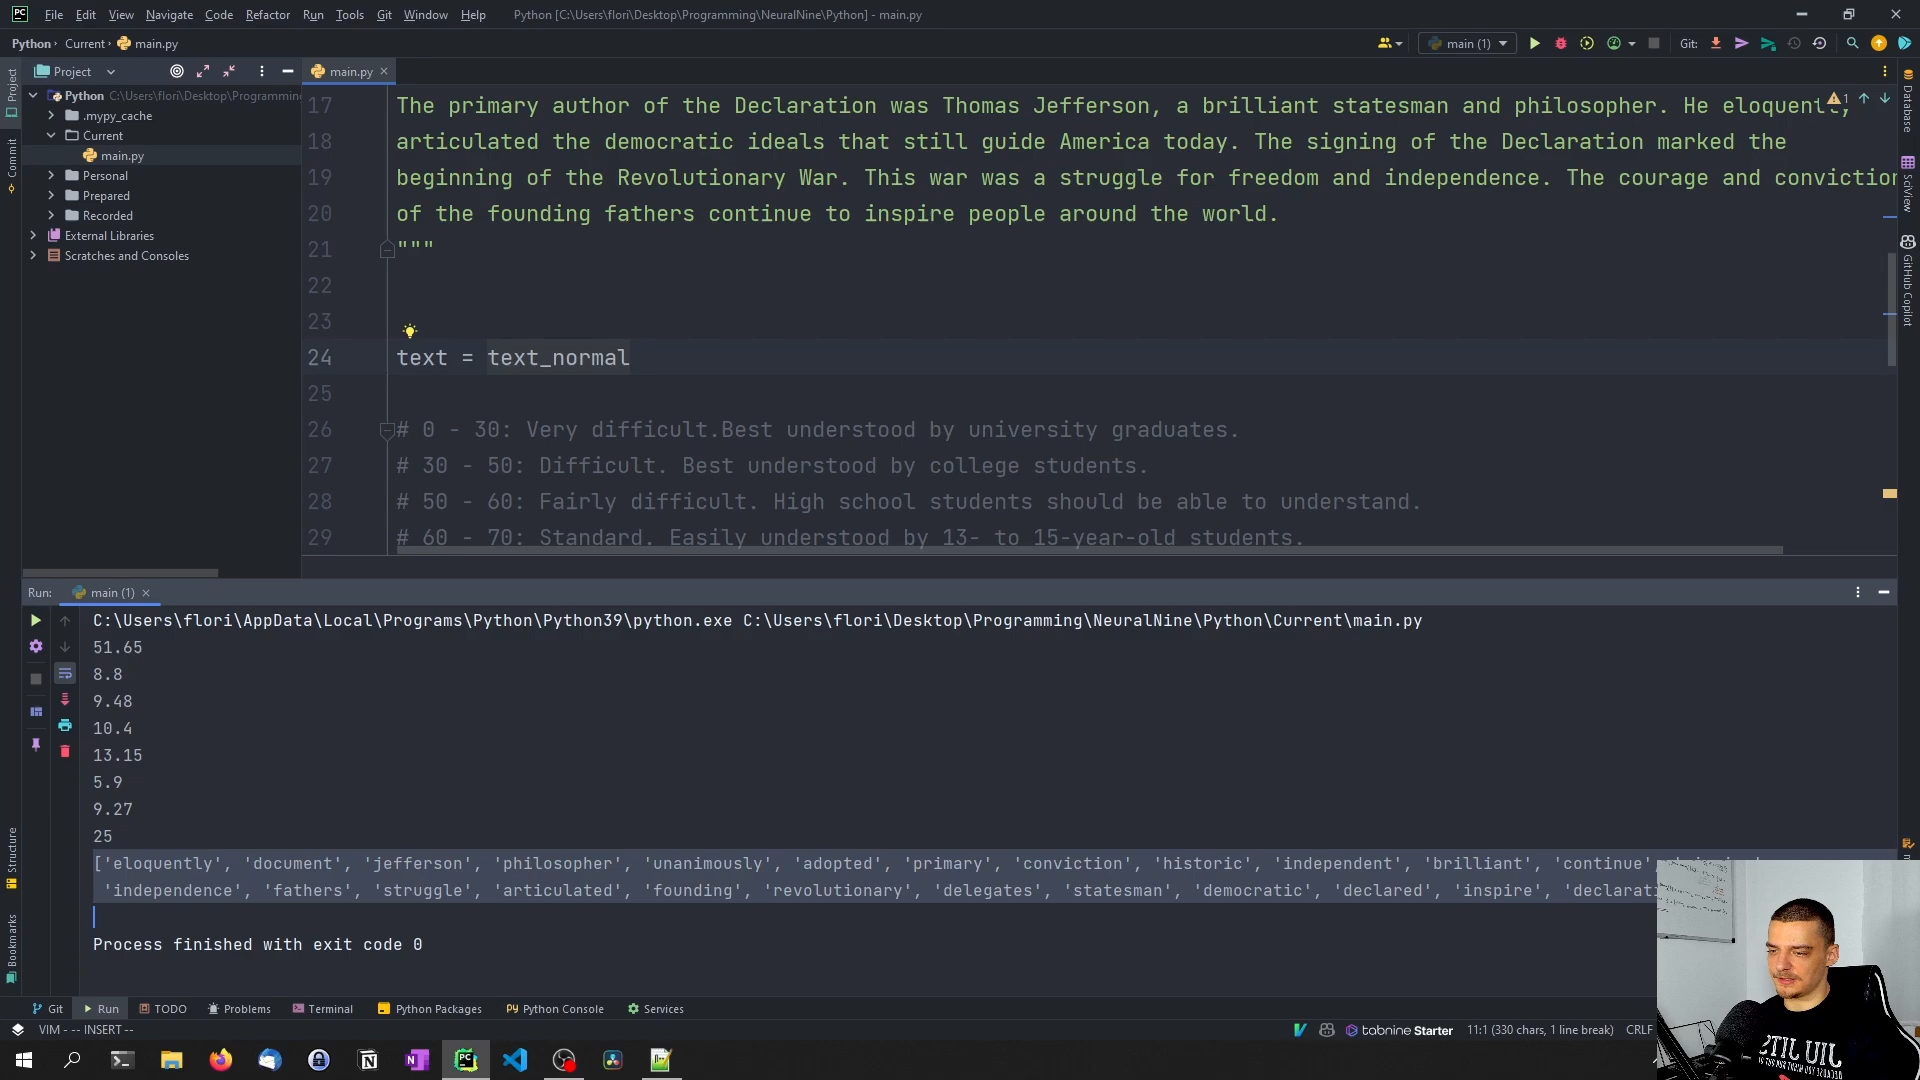 File Edit View Navigate Code Refactor Run Tools Git Window Help Python [C:\Users\flori\Desktop\Programming\NeuralNine\Python] - main.py
Python Current main.py
main (1)
Git:
Project
main.py
Python C:\Users\flori\Desktop\Programmin
.mypy_cache
Current
main.py
Personal
Prepared
Recorded
External Libraries
Scratches and Consoles
Project
Commit
Structure
Bookmarks
Database
SciView
GitHub Copilot
1
17 The primary author of the Declaration was Thomas Jefferson, a brilliant statesman and philosopher. He eloquent,
18 articulated the democratic ideals that still guide America today. The signing of the Declaration marked the
19 beginning of the Revolutionary War. This war was a struggle for freedom and independence. The courage and conviction
20 of the founding fathers continue to inspire people around the world.
21 """
22
23
24 text = text_normal
25
26 # 0 - 30: Very difficult.Best understood by university graduates.
27 # 30 - 50: Difficult. Best understood by college students.
28 # 50 - 60: Fairly difficult. High school students should be able to understand.
29 # 60 - 70: Standard. Easily understood by 13- to 15-year-old students.
Run: main (1)
C:\Users\flori\AppData\Local\Programs\Python\Python39\python.exe C:\Users\flori\Desktop\Programming\NeuralNine\Python\Current\main.py
51.65
8.8
9.48
10.4
13.15
5.9
9.27
25
['eloquently', 'document', 'jefferson', 'philosopher', 'unanimously', 'adopted', 'primary', 'conviction', 'historic', 'independent', 'brilliant', 'continue',
'independence', 'fathers', 'struggle', 'articulated', 'founding', 'revolutionary', 'delegates', 'statesman', 'democratic', 'declared', 'inspire', 'declarati
Process finished with exit code 0
Git Run TODO Problems Terminal Python Packages Python Console Services
VIM - -- INSERT -- tabnine Starter 11:1 (330 chars, 1 line break) CRLF